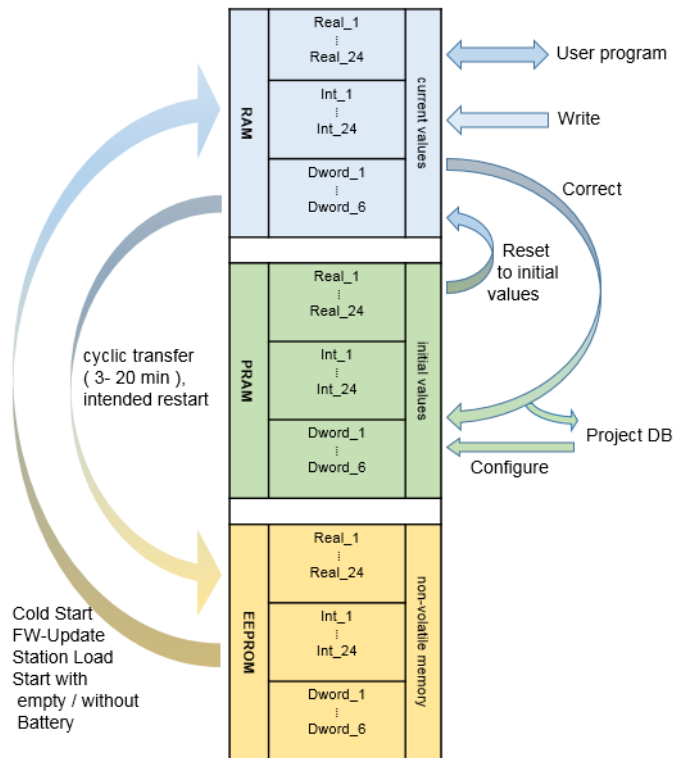 RAM
Real_1
Real_24
Int_1
Int_24
Dword_1
Dword_6
current values
User program
Write
Correct
Reset
to initial
values
PRAM
Real_1
Real_24
Int_1
Int_24
Dword_1
Dword_6
initial values
Project DB
Configure
cyclic transfer
( 3- 20 min ),
intended restart
EEPROM
Real_1
Real_24
Int_1
Int_24
Dword_1
Dword_6
non-volatile memory
Cold Start
FW-Update
Station Load
Start with
empty / without
Battery